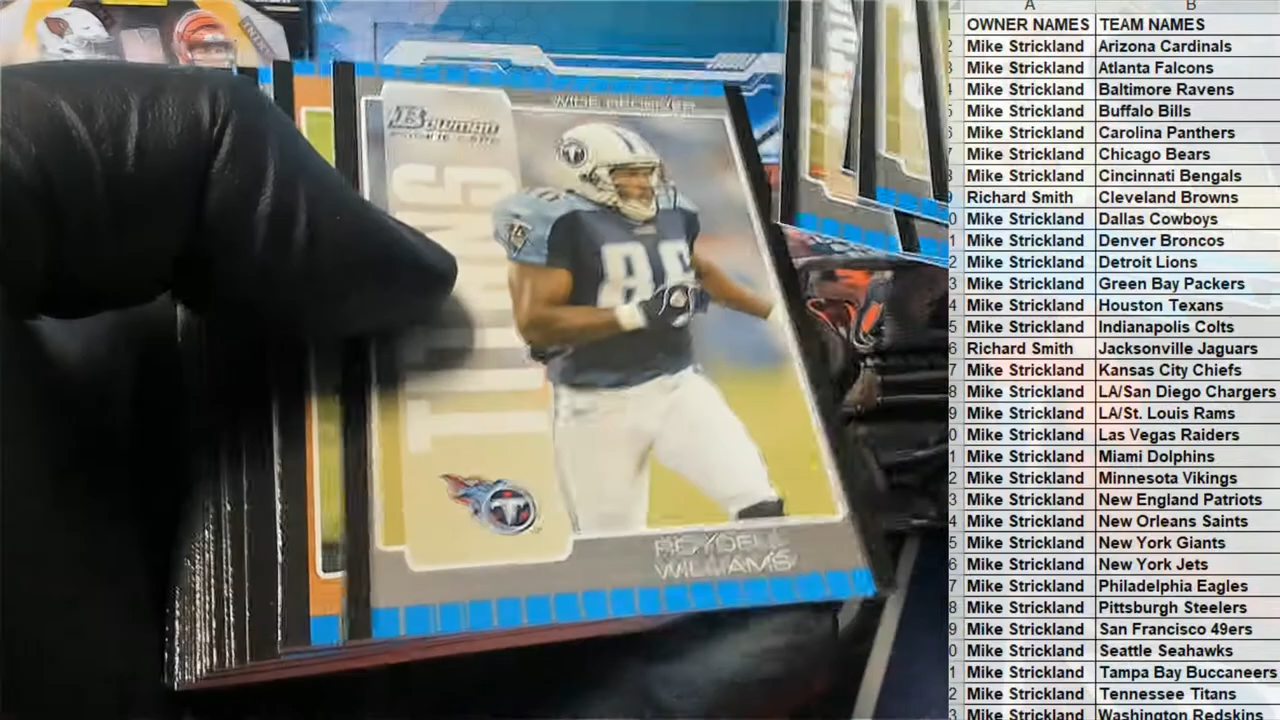 Bowman
ROOKIE CARD
WIDE RECEIVER
TITANS
86
ROYDELL
WILLIAMS
A B
OWNER NAMES TEAM NAMES
Mike Strickland Arizona Cardinals
Mike Strickland Atlanta Falcons
Mike Strickland Baltimore Ravens
Mike Strickland Buffalo Bills
Mike Strickland Carolina Panthers
Mike Strickland Chicago Bears
Mike Strickland Cincinnati Bengals
Richard Smith Cleveland Browns
Mike Strickland Dallas Cowboys
Mike Strickland Denver Broncos
Mike Strickland Detroit Lions
Mike Strickland Green Bay Packers
Mike Strickland Houston Texans
Mike Strickland Indianapolis Colts
Richard Smith Jacksonville Jaguars
Mike Strickland Kansas City Chiefs
Mike Strickland LA/San Diego Chargers
Mike Strickland LA/St. Louis Rams
Mike Strickland Las Vegas Raiders
Mike Strickland Miami Dolphins
Mike Strickland Minnesota Vikings
Mike Strickland New England Patriots
Mike Strickland New Orleans Saints
Mike Strickland New York Giants
Mike Strickland New York Jets
Mike Strickland Philadelphia Eagles
Mike Strickland Pittsburgh Steelers
Mike Strickland San Francisco 49ers
Mike Strickland Seattle Seahawks
Mike Strickland Tampa Bay Buccaneers
Mike Strickland Tennessee Titans
Mike Strickland Washington Redskins